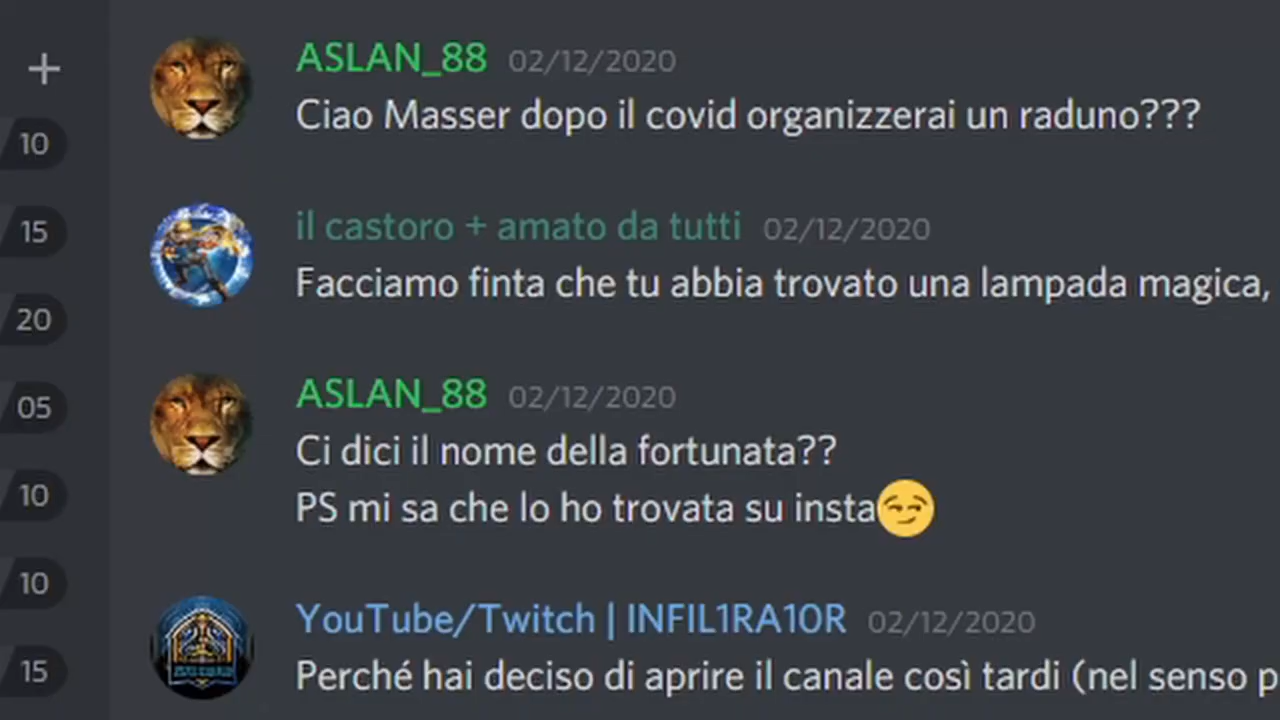 +
ASLAN_88 02/12/2020
Ciao Masser dopo il covid organizzerai un raduno???
10
il castoro + amato da tutti 02/12/2020
15
Facciamo finta che tu abbia trovato una lampada magica,
20
ASLAN_88 02/12/2020
05
Ci dici il nome della fortunata??
10
PS mi sa che lo ho trovata su insta😏
10
YouTube/Twitch | INFIL1RA10R 02/12/2020
15
Perché hai deciso di aprire il canale così tardi (nel senso p